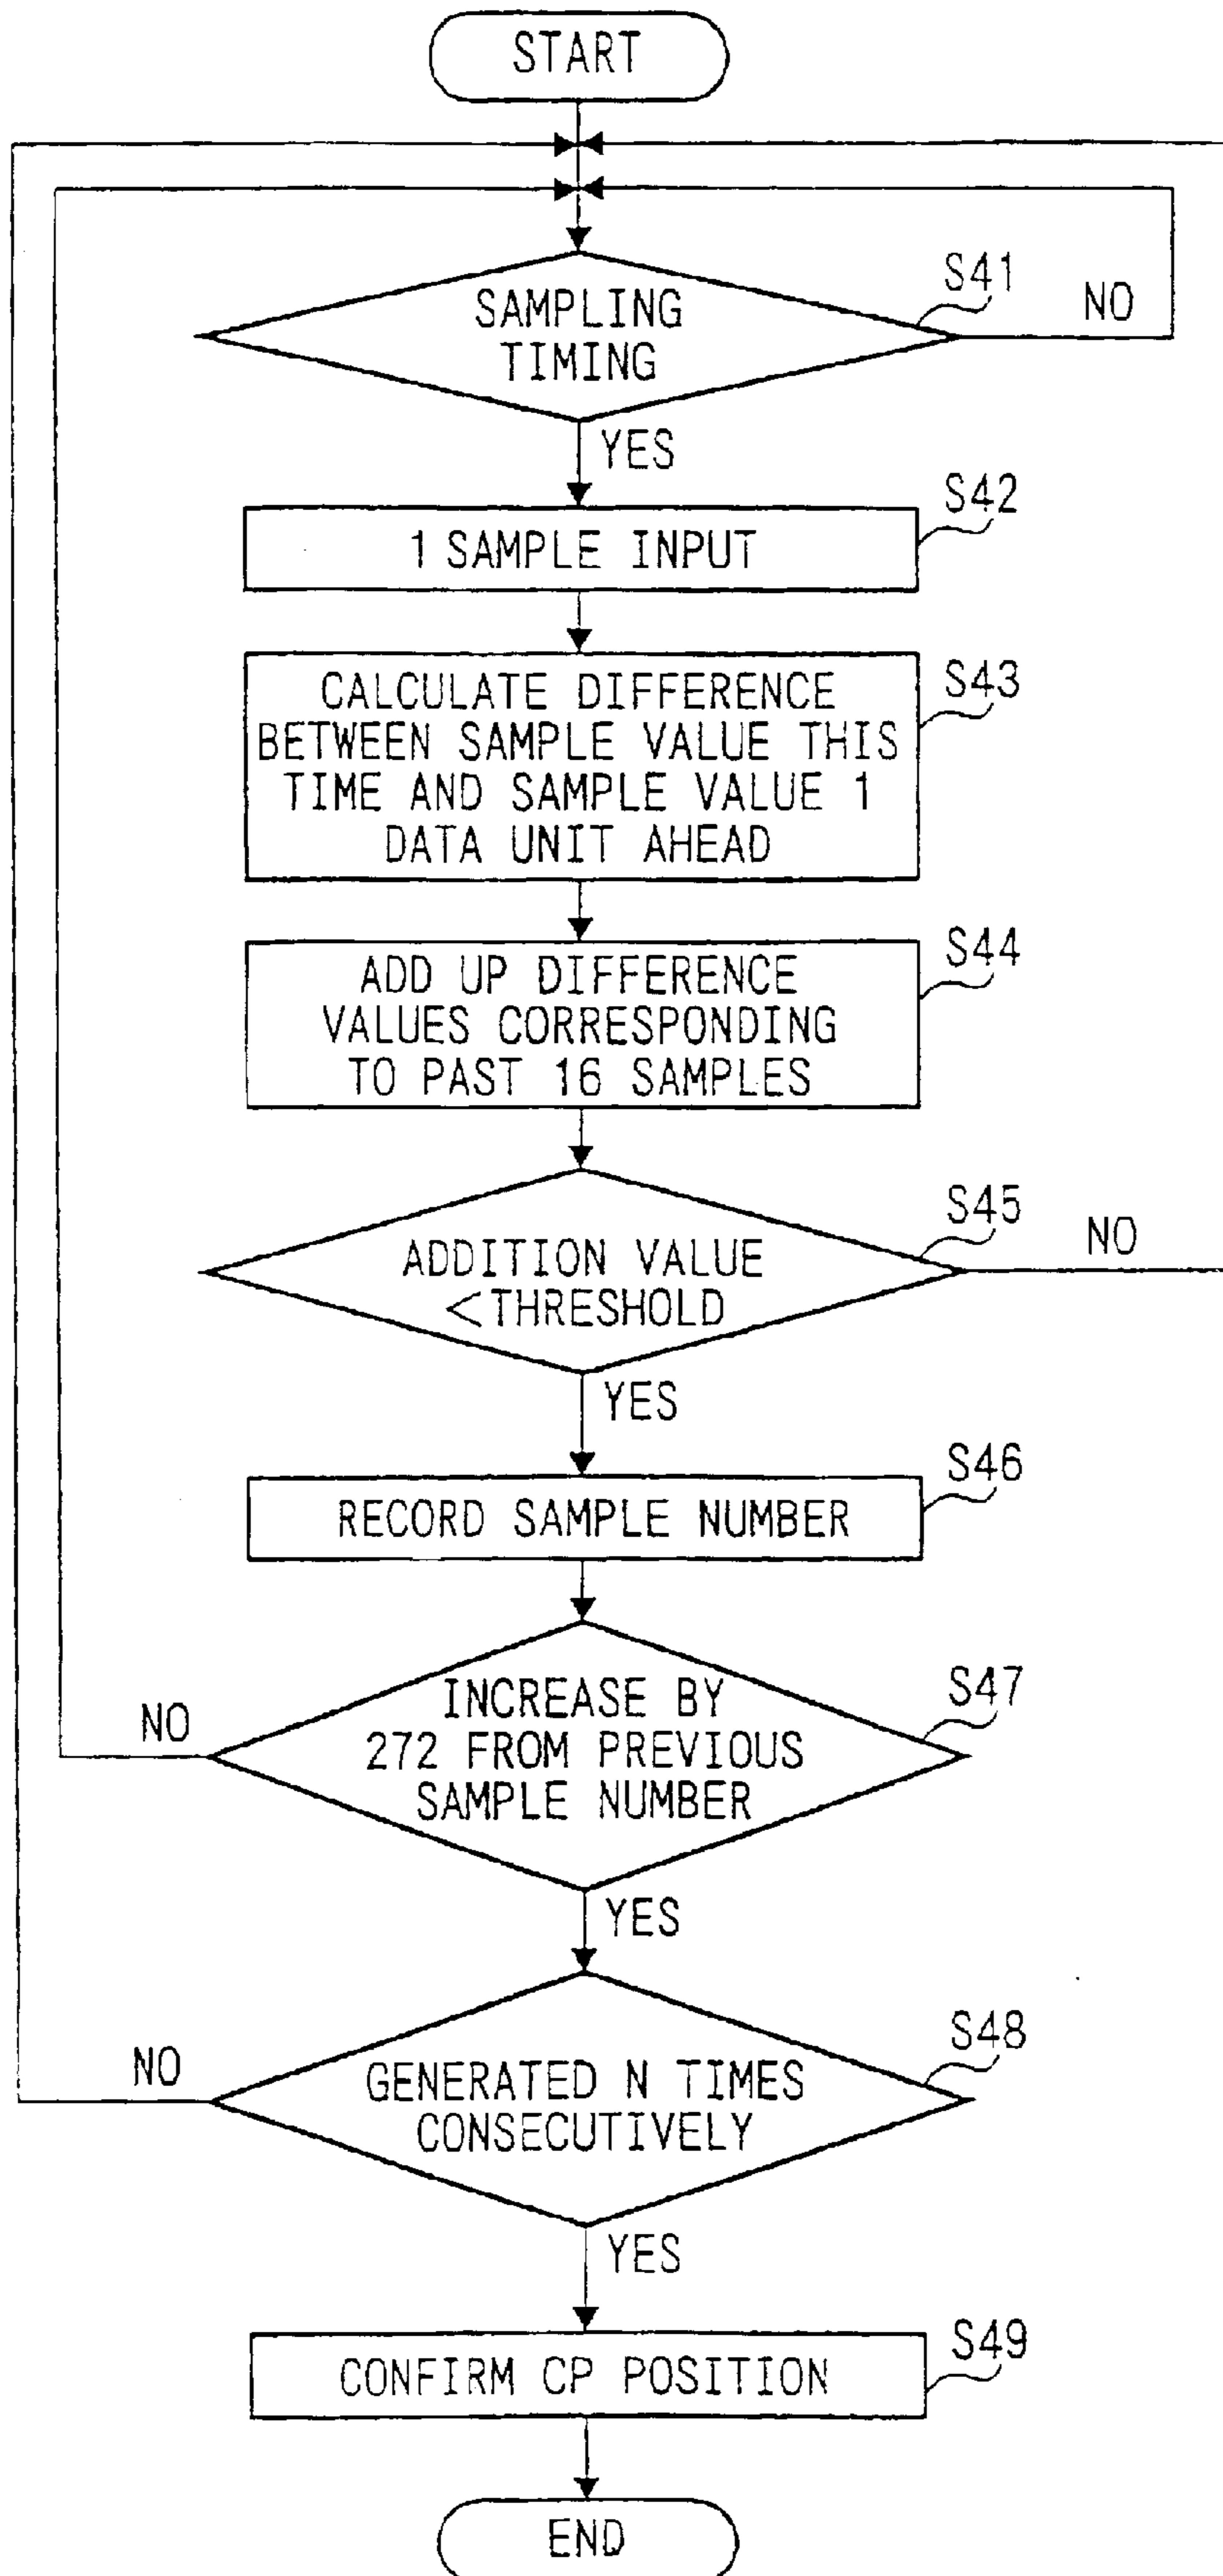 START
S41
SAMPLING
TIMING
NO
YES
S42
1 SAMPLE INPUT
S43
CALCULATE DIFFERENCE
BETWEEN SAMPLE VALUE THIS
TIME AND SAMPLE VALUE 1
DATA UNIT AHEAD
S44
ADD UP DIFFERENCE
VALUES CORRESPONDING
TO PAST 16 SAMPLES
S45
ADDITION VALUE
<THRESHOLD
NO
YES
S46
RECORD SAMPLE NUMBER
S47
INCREASE BY
272 FROM PREVIOUS
SAMPLE NUMBER
NO
YES
S48
GENERATED N TIMES
CONSECUTIVELY
NO
YES
S49
CONFIRM CP POSITION
END